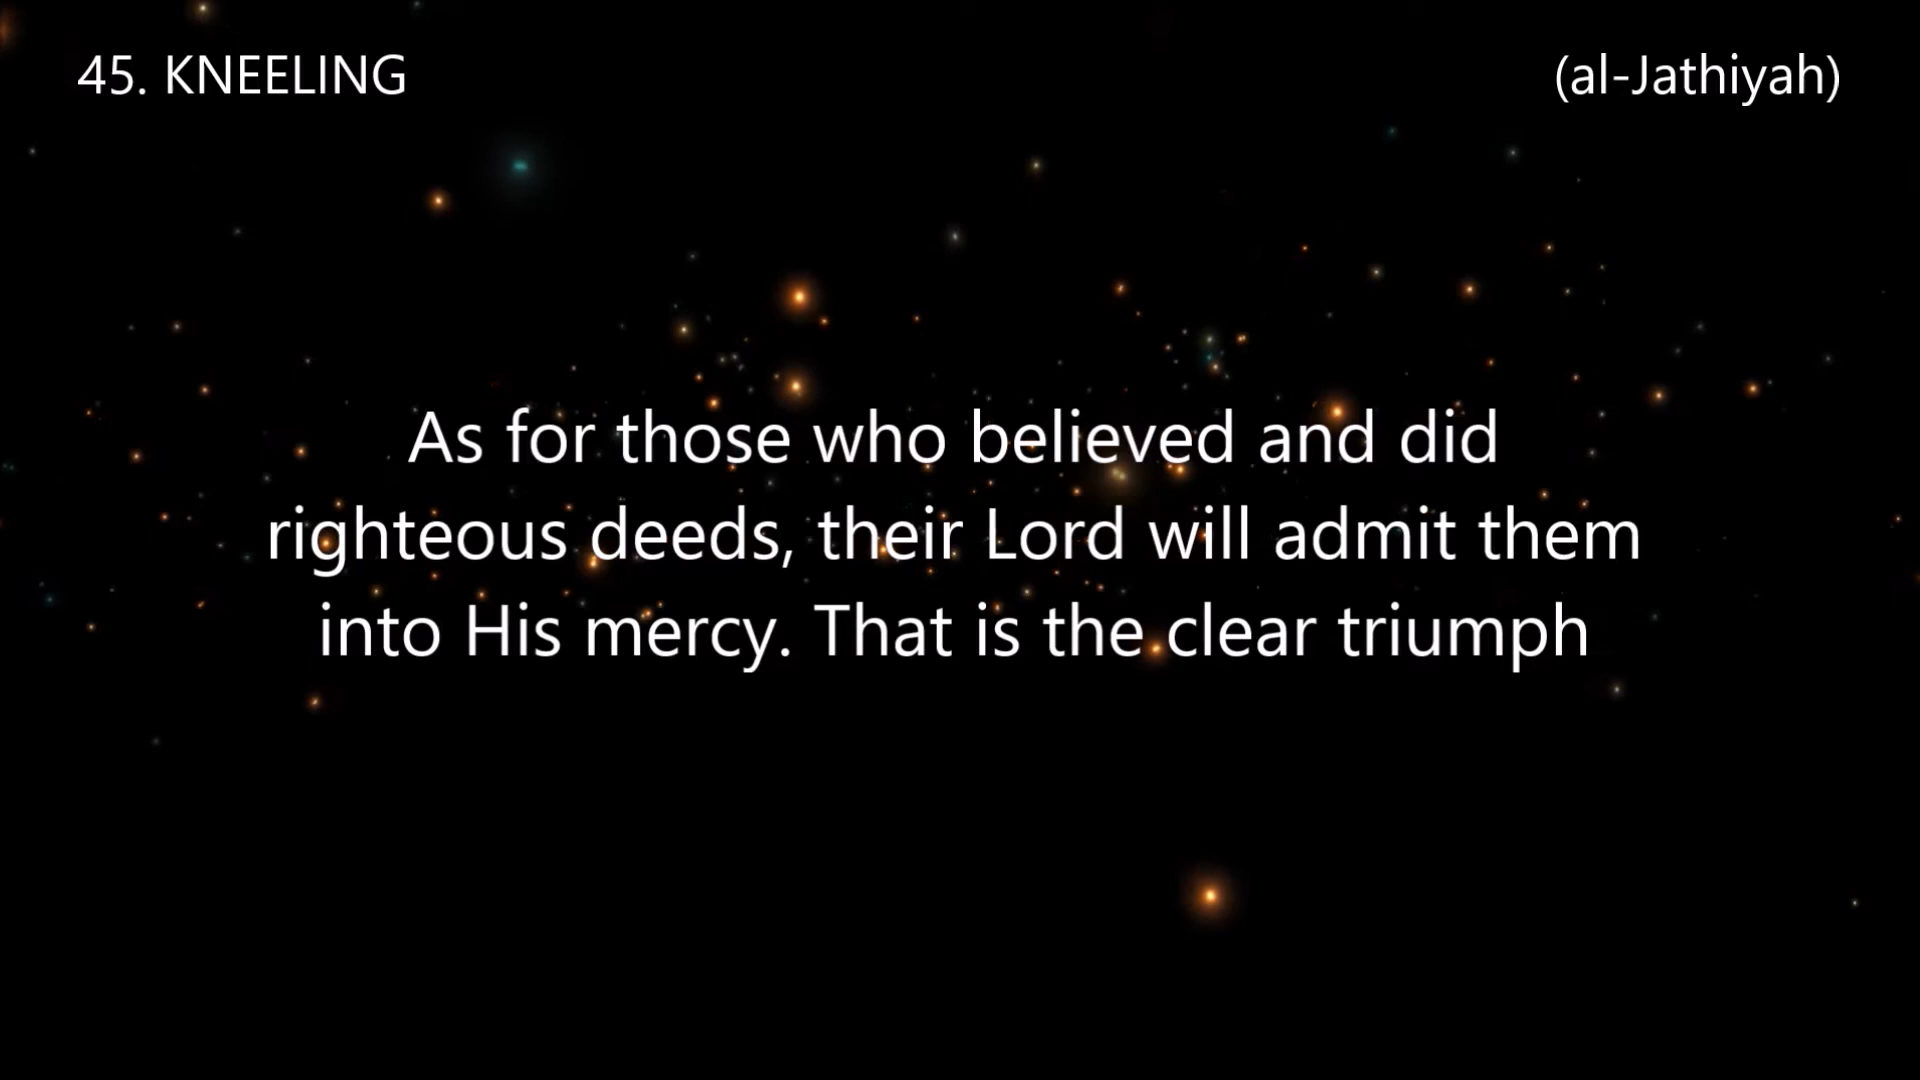 45. KNEELING
(al-Jathiyah)
As for those who believed and did
righteous deeds, their Lord will admit them
into His mercy. That is the clear triumph